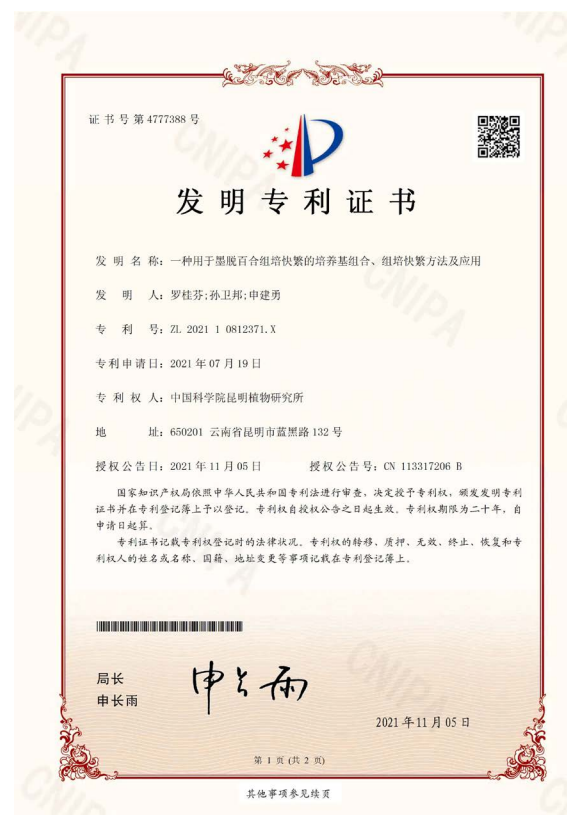 证书号第4777388号
发明专利证书
发明名称：一种用于墨脱百合组培快繁的培养基组合、组培快繁方法及应用
发明人：罗桂芬;孙卫邦;申建勇
专利号：ZL 2021 1 0812371.X
专利申请日：2021年07月19日
专利权人：中国科学院昆明植物研究所
地址：650201 云南省昆明市蓝黑路132号
授权公告日：2021年11月05日 授权公告号：CN 113317206 B
国家知识产权局依照中华人民共和国专利法进行审查，决定授予专利权，颁发发明专利
证书并在专利登记簿上予以登记。专利权自授权公告之日起生效。专利权期限为二十年，自
申请日起算。
专利证书记载专利权登记时的法律状况。专利权的转移、质押、无效、终止、恢复和专
利权人的姓名或名称、国籍、地址变更等事项记载在专利登记簿上。
局长
申长雨
申长雨
2021年11月05日
第 1 页 (共 2 页)
其他事项参见续页
CNIPA
CNIPA
CNIPA
CNIPA
CNIPA